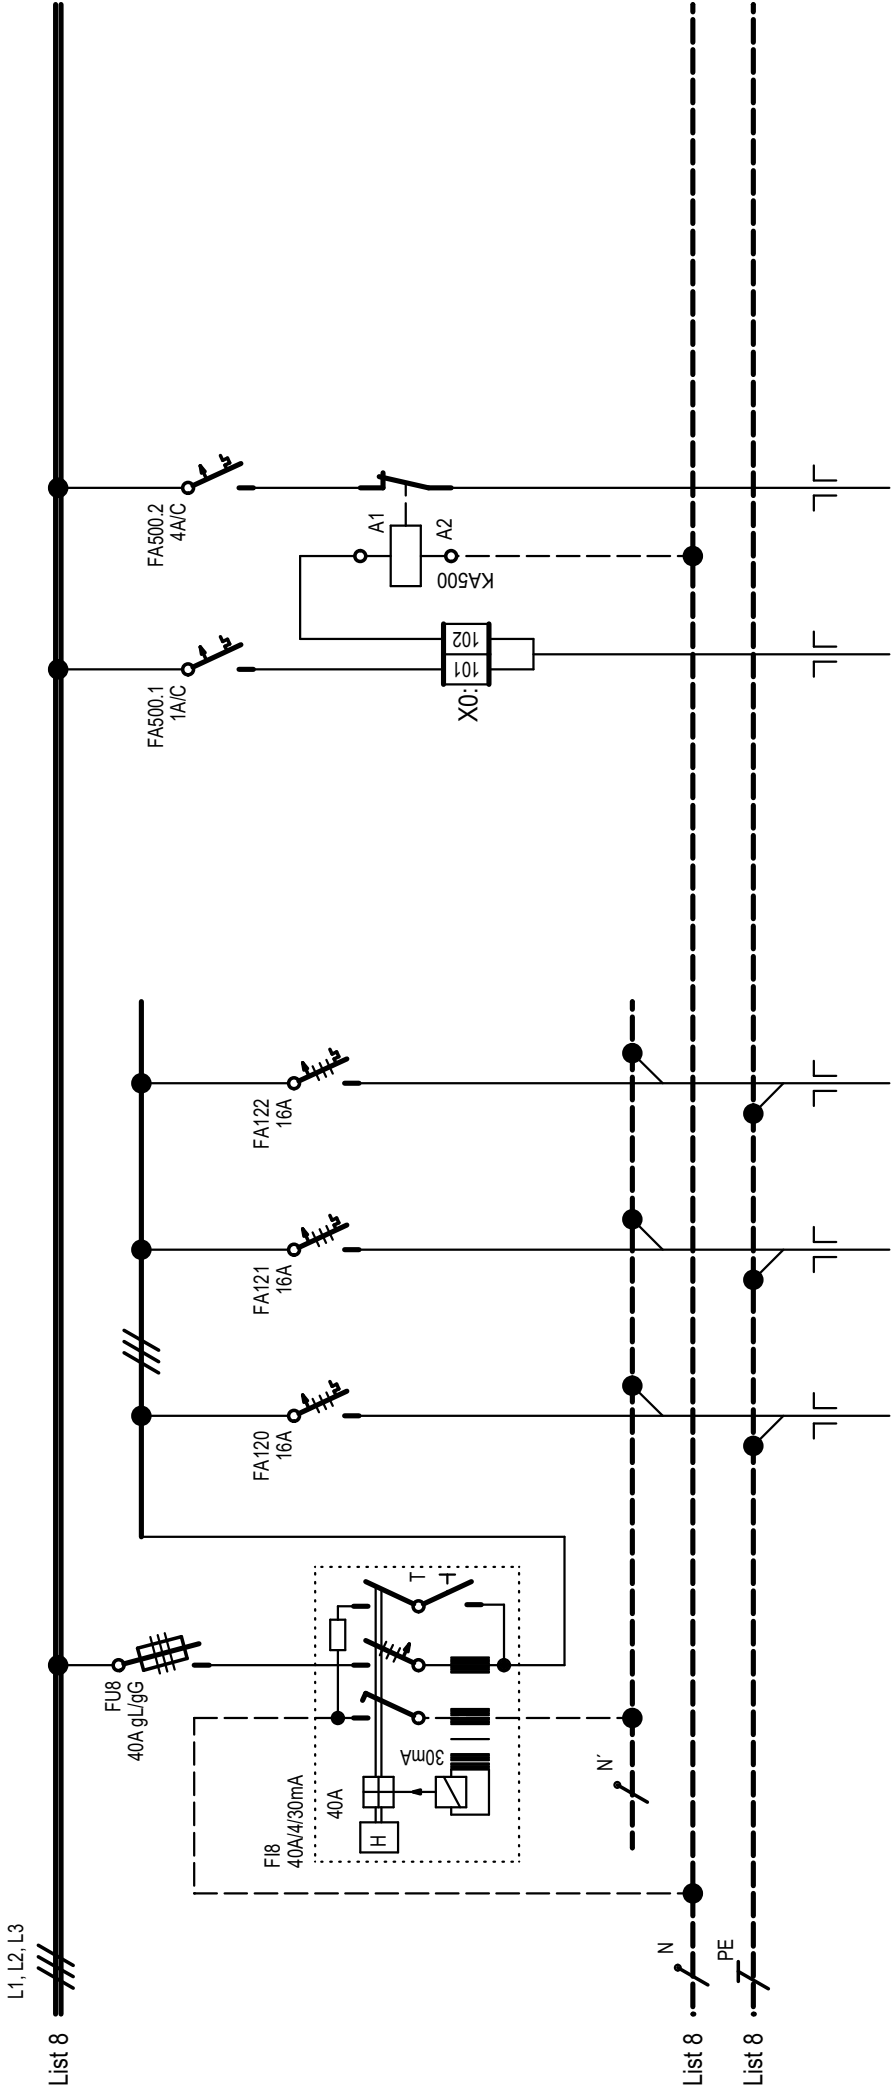 List 8
L1, L2, L3
FU8
40A gL/gG
FI8
40A/4/30mA
40A
H
30mA
T
FA120
16A
FA121
16A
FA122
16A
FA500.1
1A/C
FA500.2
4A/C
X0:
101
102
KA500
A1
A2
N´
N
List 8
PE
List 8